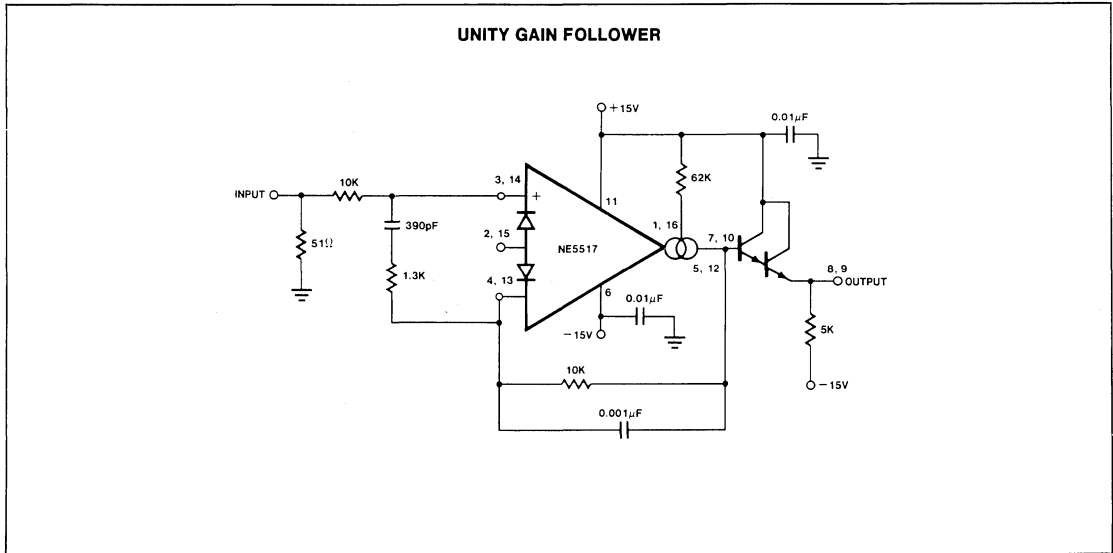 UNITY GAIN FOLLOWER
+15V
0.01μF
10K
3, 14
62K
INPUT
+
11
390pF
1, 16
7, 10
51Ω
2, 15
NE5517
8, 9
OUTPUT
4, 13
5, 12
1.3K
6
0.01μF
5K
−15V
10K
−15V
0.001μF